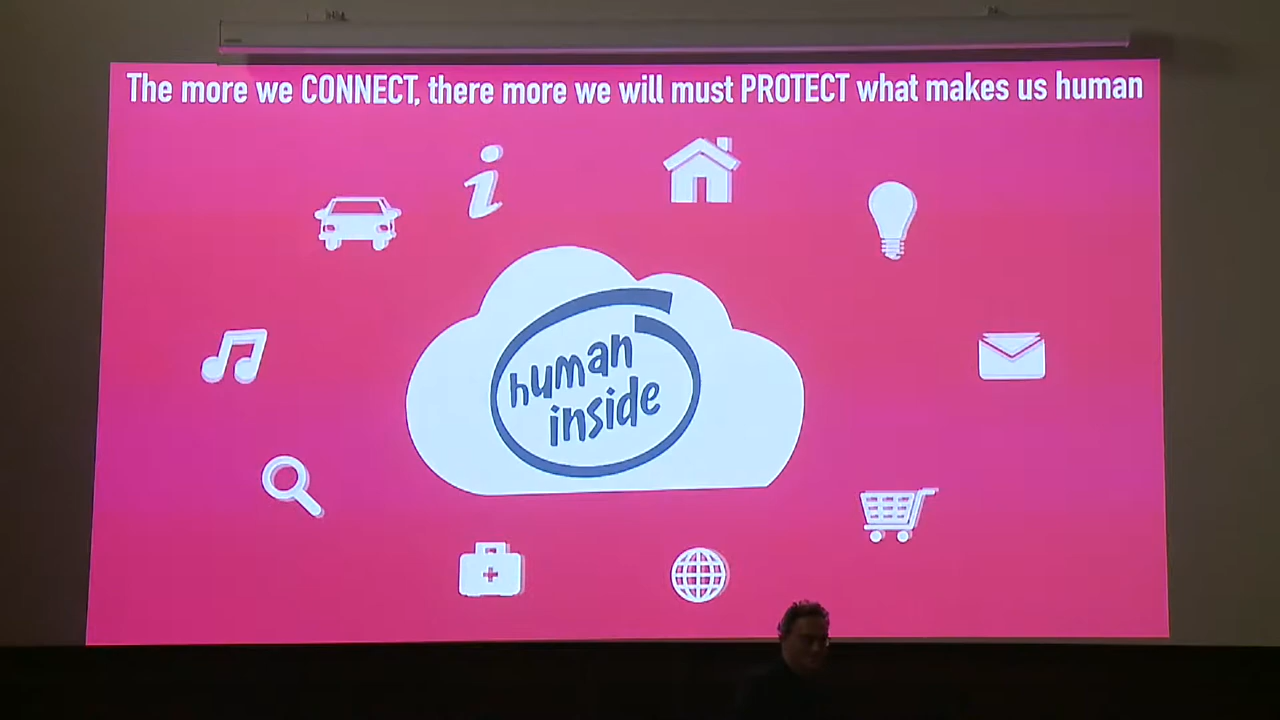 The more we CONNECT, there more we will must PROTECT what makes us human
human
inside